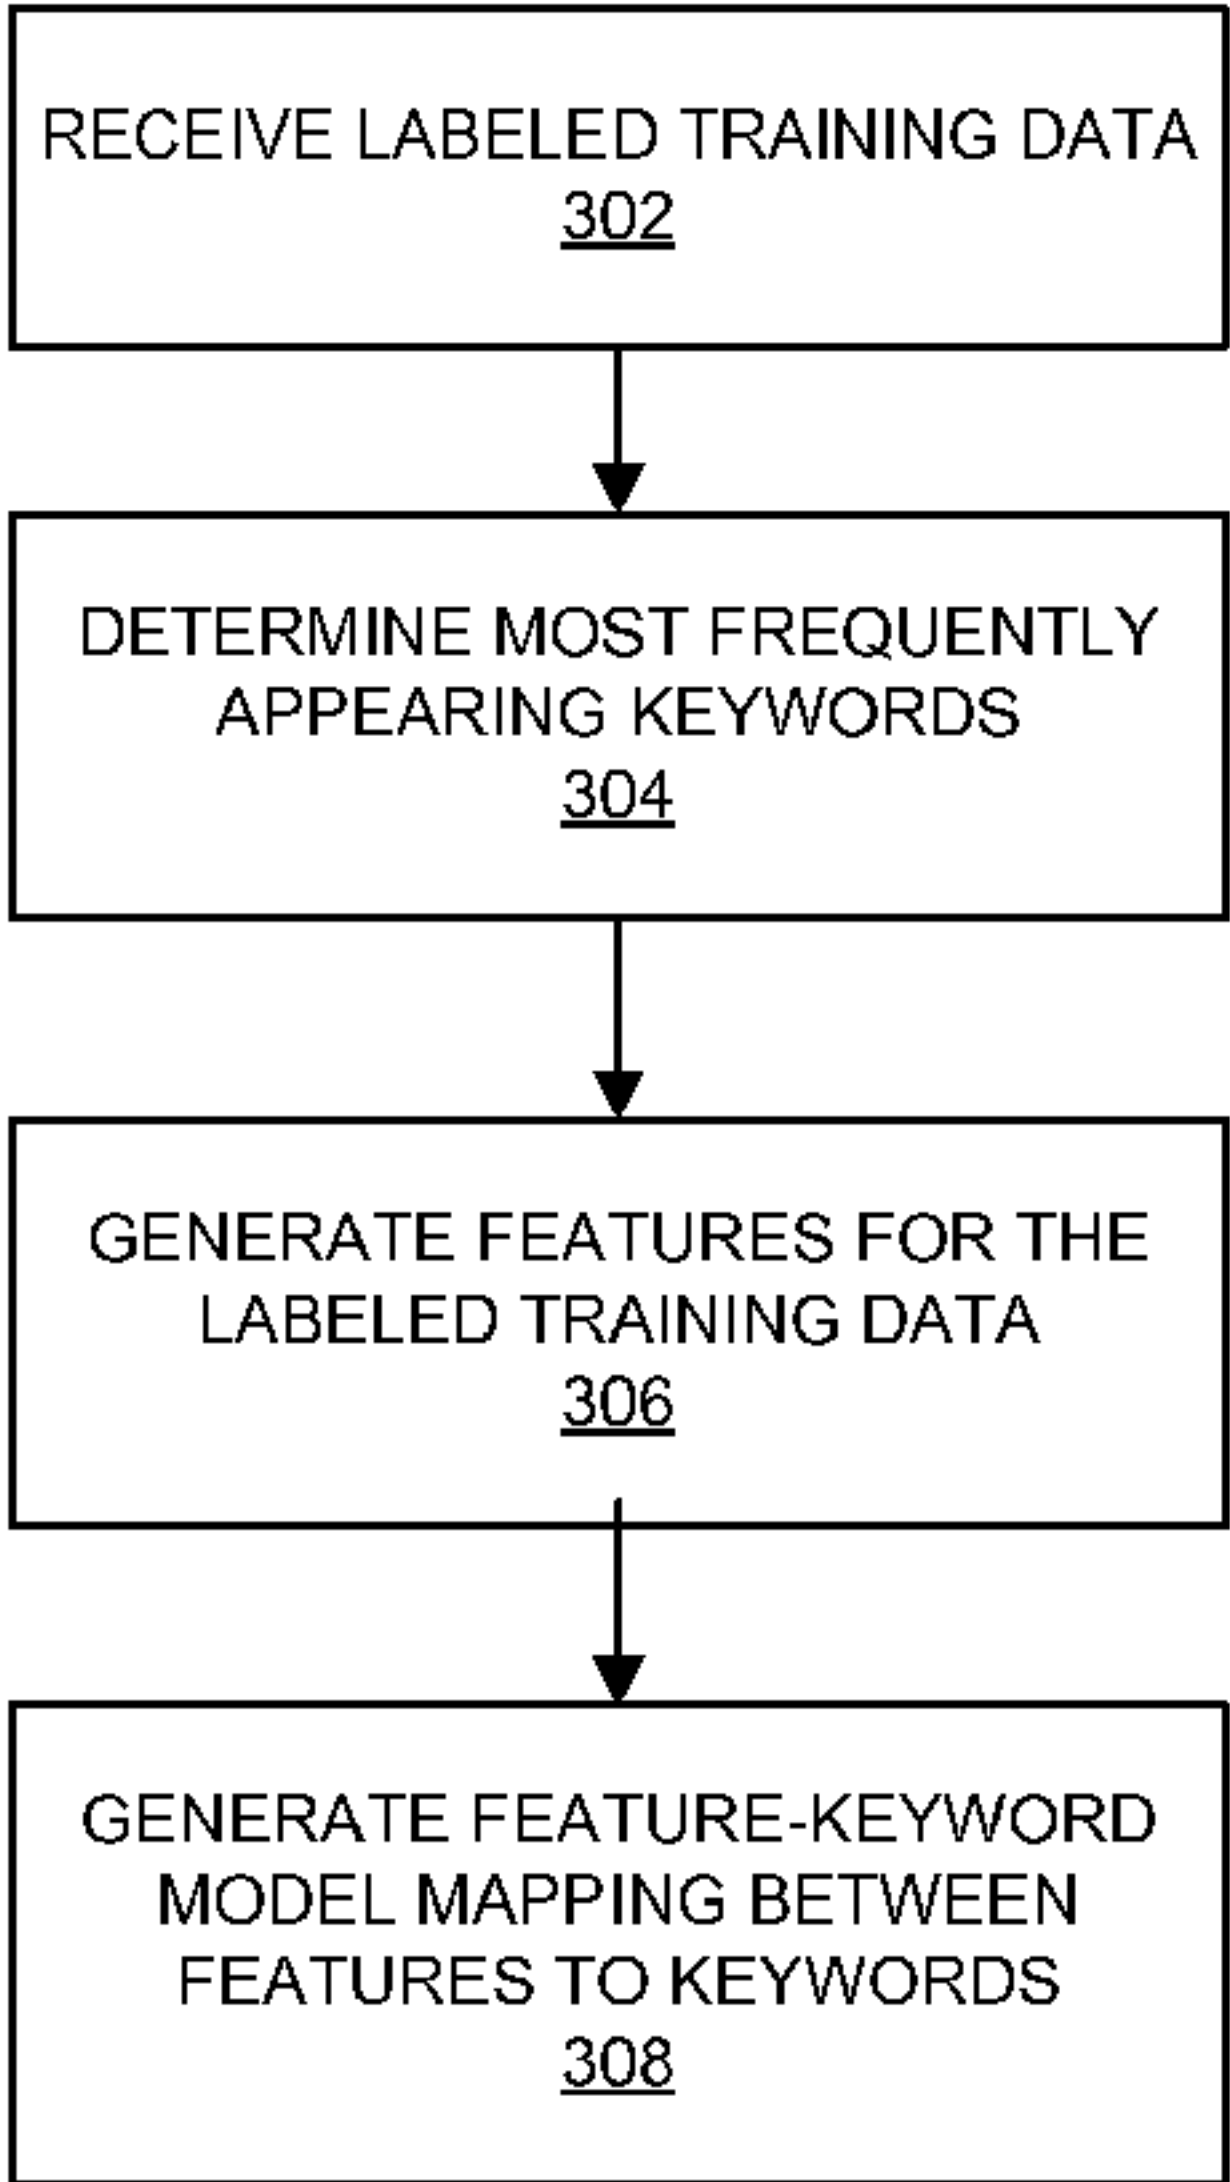 RECEIVE LABELED TRAINING DATA
302
DETERMINE MOST FREQUENTLY
APPEARING KEYWORDS
304
GENERATE FEATURES FOR THE
LABELED TRAINING DATA
306
GENERATE FEATURE-KEYWORD
MODEL MAPPING BETWEEN
FEATURES TO KEYWORDS
308